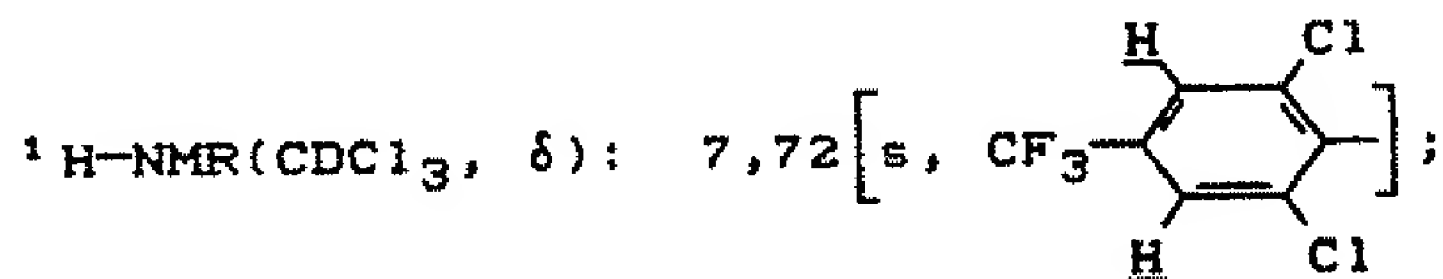 H Cl
¹H-NMR(CDCl₃, δ): 7,72[s, CF₃ ];
H Cl